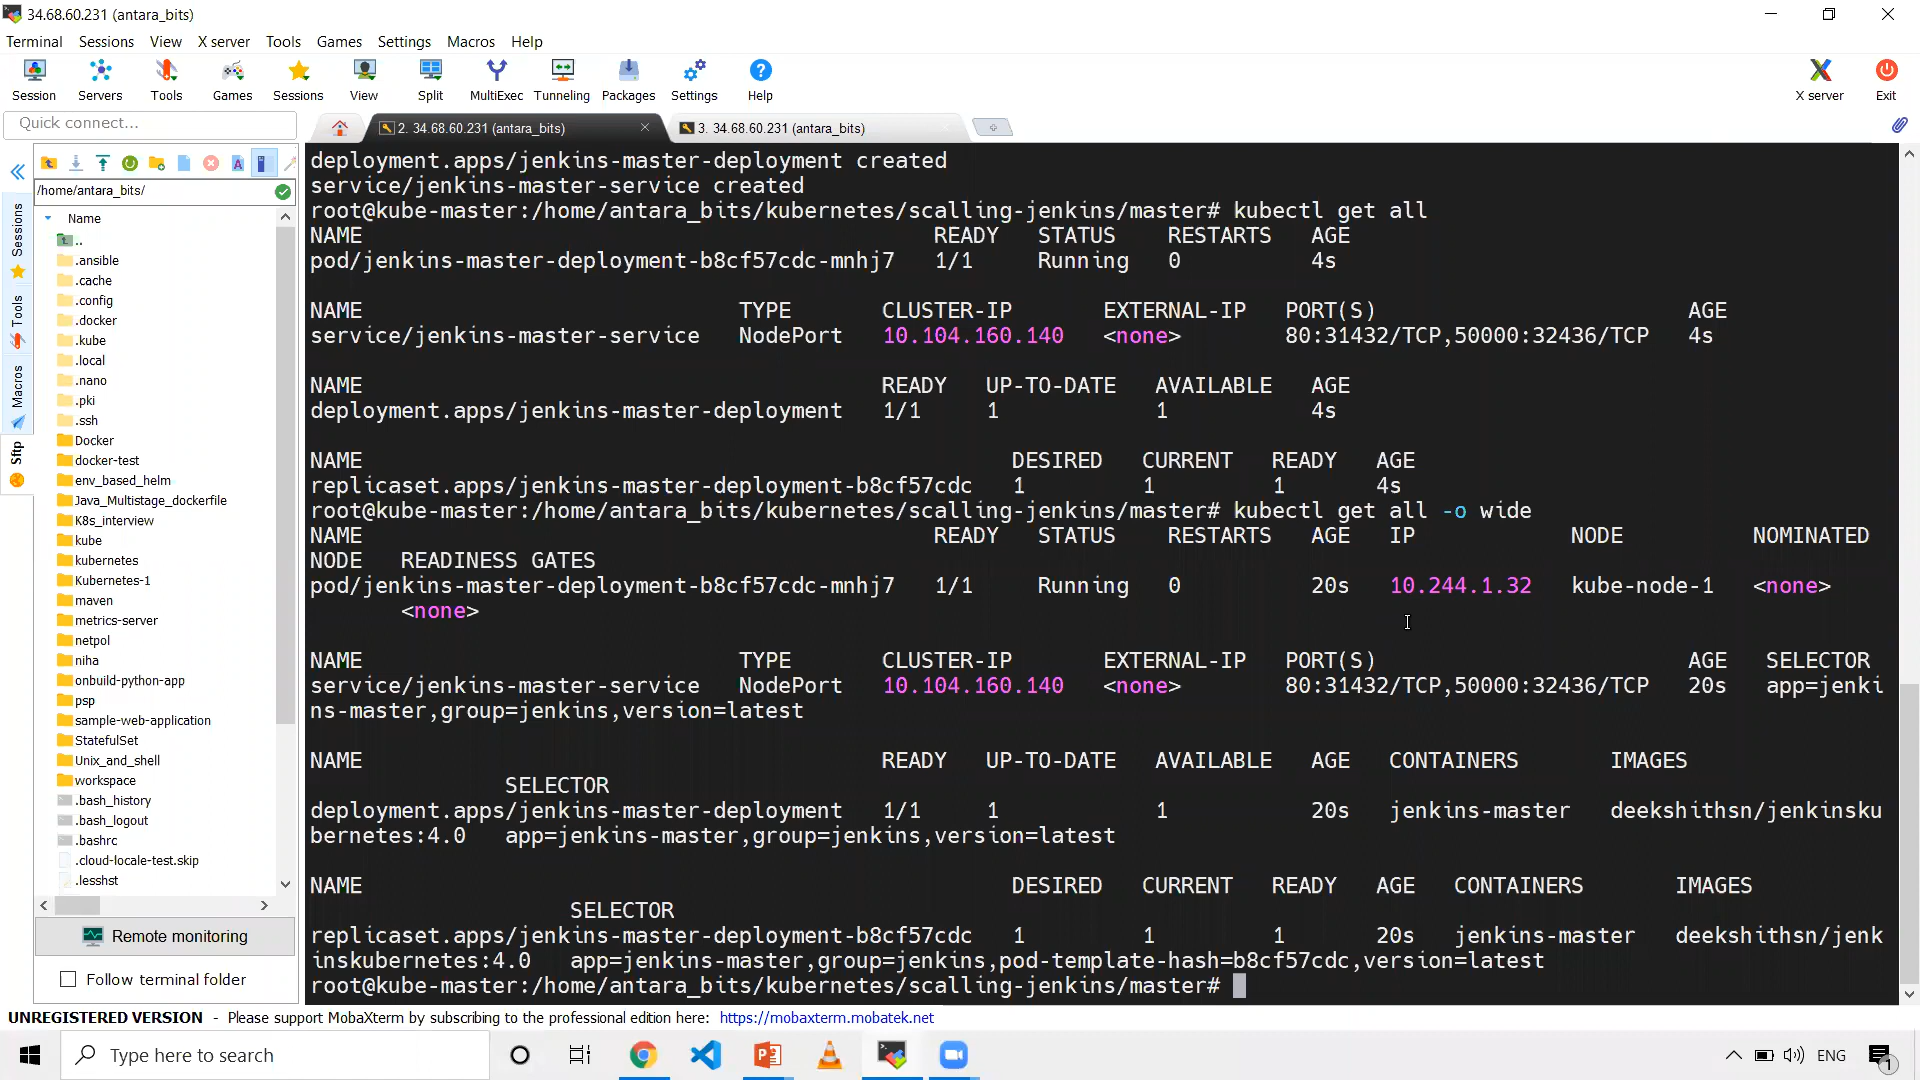 34.68.60.231 (antara_bits)
Terminal Sessions View X server Tools Games Settings Macros Help
Session Servers Tools Games Sessions View Split MultiExec Tunneling Packages Settings Help X server Exit
Quick connect...
2. 34.68.60.231 (antara_bits)
3. 34.68.60.231 (antara_bits)
Sessions
Tools
Macros
Sftp
/home/antara_bits/
Name
..
.ansible
.cache
.config
.docker
.kube
.local
.nano
.pki
.ssh
Docker
docker-test
env_based_helm
Java_Multistage_dockerfile
K8s_interview
kube
kubernetes
Kubernetes-1
maven
metrics-server
netpol
niha
onbuild-python-app
psp
sample-web-application
StatefulSet
Unix_and_shell
workspace
.bash_history
.bash_logout
.bashrc
.cloud-locale-test.skip
.lesshst
Remote monitoring
Follow terminal folder
deployment.apps/jenkins-master-deployment created
service/jenkins-master-service created
root@kube-master:/home/antara_bits/kubernetes/scalling-jenkins/master# kubectl get all
NAME READY STATUS RESTARTS AGE
pod/jenkins-master-deployment-b8cf57cdc-mnhj7 1/1 Running 0 4s
NAME TYPE CLUSTER-IP EXTERNAL-IP PORT(S) AGE
service/jenkins-master-service NodePort 10.104.160.140 <none> 80:31432/TCP,50000:32436/TCP 4s
NAME READY UP-TO-DATE AVAILABLE AGE
deployment.apps/jenkins-master-deployment 1/1 1 1 4s
NAME DESIRED CURRENT READY AGE
replicaset.apps/jenkins-master-deployment-b8cf57cdc 1 1 1 4s
root@kube-master:/home/antara_bits/kubernetes/scalling-jenkins/master# kubectl get all -o wide
NAME READY STATUS RESTARTS AGE IP NODE NOMINATED
NODE READINESS GATES
pod/jenkins-master-deployment-b8cf57cdc-mnhj7 1/1 Running 0 20s 10.244.1.32 kube-node-1 <none>
<none>
NAME TYPE CLUSTER-IP EXTERNAL-IP PORT(S) AGE SELECTOR
service/jenkins-master-service NodePort 10.104.160.140 <none> 80:31432/TCP,50000:32436/TCP 20s app=jenki
ns-master,group=jenkins,version=latest
NAME READY UP-TO-DATE AVAILABLE AGE CONTAINERS IMAGES
SELECTOR
deployment.apps/jenkins-master-deployment 1/1 1 1 20s jenkins-master deekshithsn/jenkinsku
bernetes:4.0 app=jenkins-master,group=jenkins,version=latest
NAME DESIRED CURRENT READY AGE CONTAINERS IMAGES
SELECTOR
replicaset.apps/jenkins-master-deployment-b8cf57cdc 1 1 1 20s jenkins-master deekshithsn/jenk
inskubernetes:4.0 app=jenkins-master,group=jenkins,pod-template-hash=b8cf57cdc,version=latest
root@kube-master:/home/antara_bits/kubernetes/scalling-jenkins/master#
UNREGISTERED VERSION - Please support MobaXterm by subscribing to the professional edition here: https://mobaxterm.mobatek.net
Type here to search
ENG
1